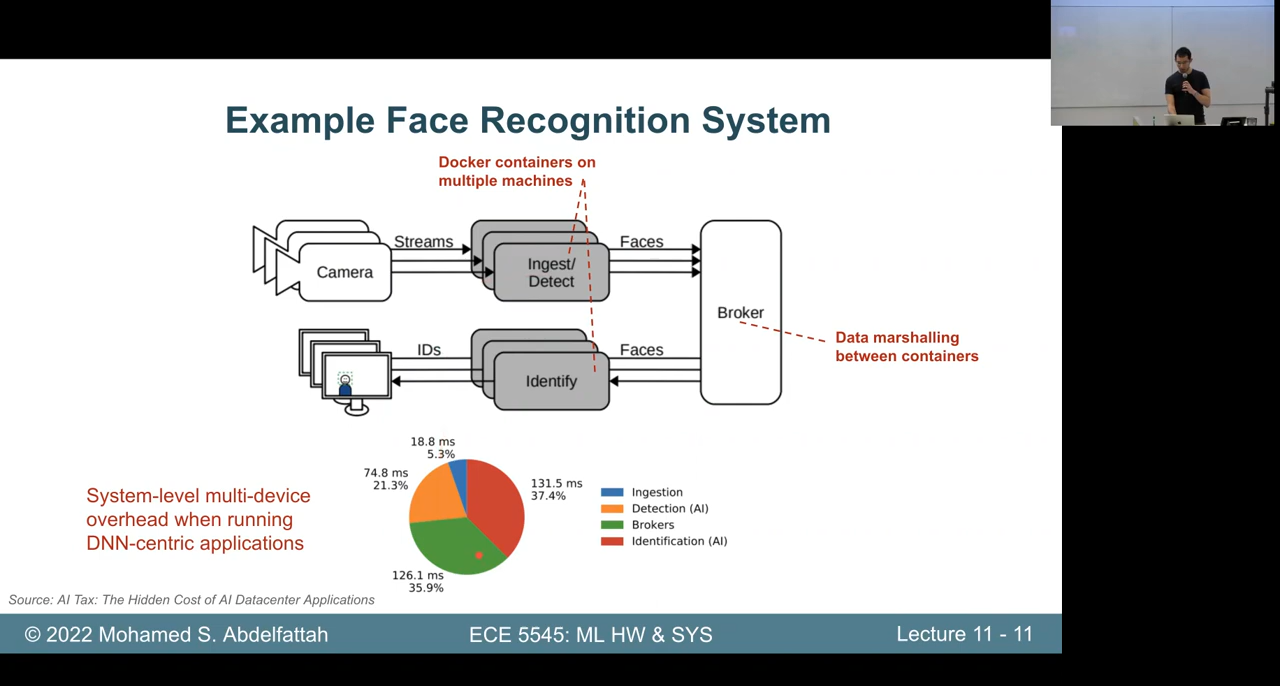 Example Face Recognition System
Docker containers on
multiple machines
Streams
Faces
Camera
Ingest/
Detect
Broker
Data marshalling
between containers
IDs
Faces
Identify
18.8 ms
5.3%
74.8 ms
21.3%
131.5 ms
37.4%
126.1 ms
35.9%
Ingestion
Detection (AI)
Brokers
Identification (AI)
System-level multi-device
overhead when running
DNN-centric applications
Source: AI Tax: The Hidden Cost of AI Datacenter Applications
© 2022 Mohamed S. Abdelfattah
ECE 5545: ML HW & SYS
Lecture 11 - 11